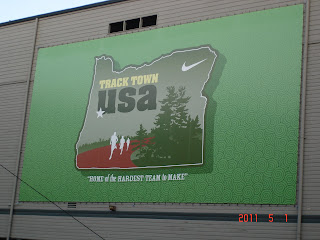 TRACK TOWN
usa
"HOME of the HARDEST TEAM to MAKE"
2011 5 1